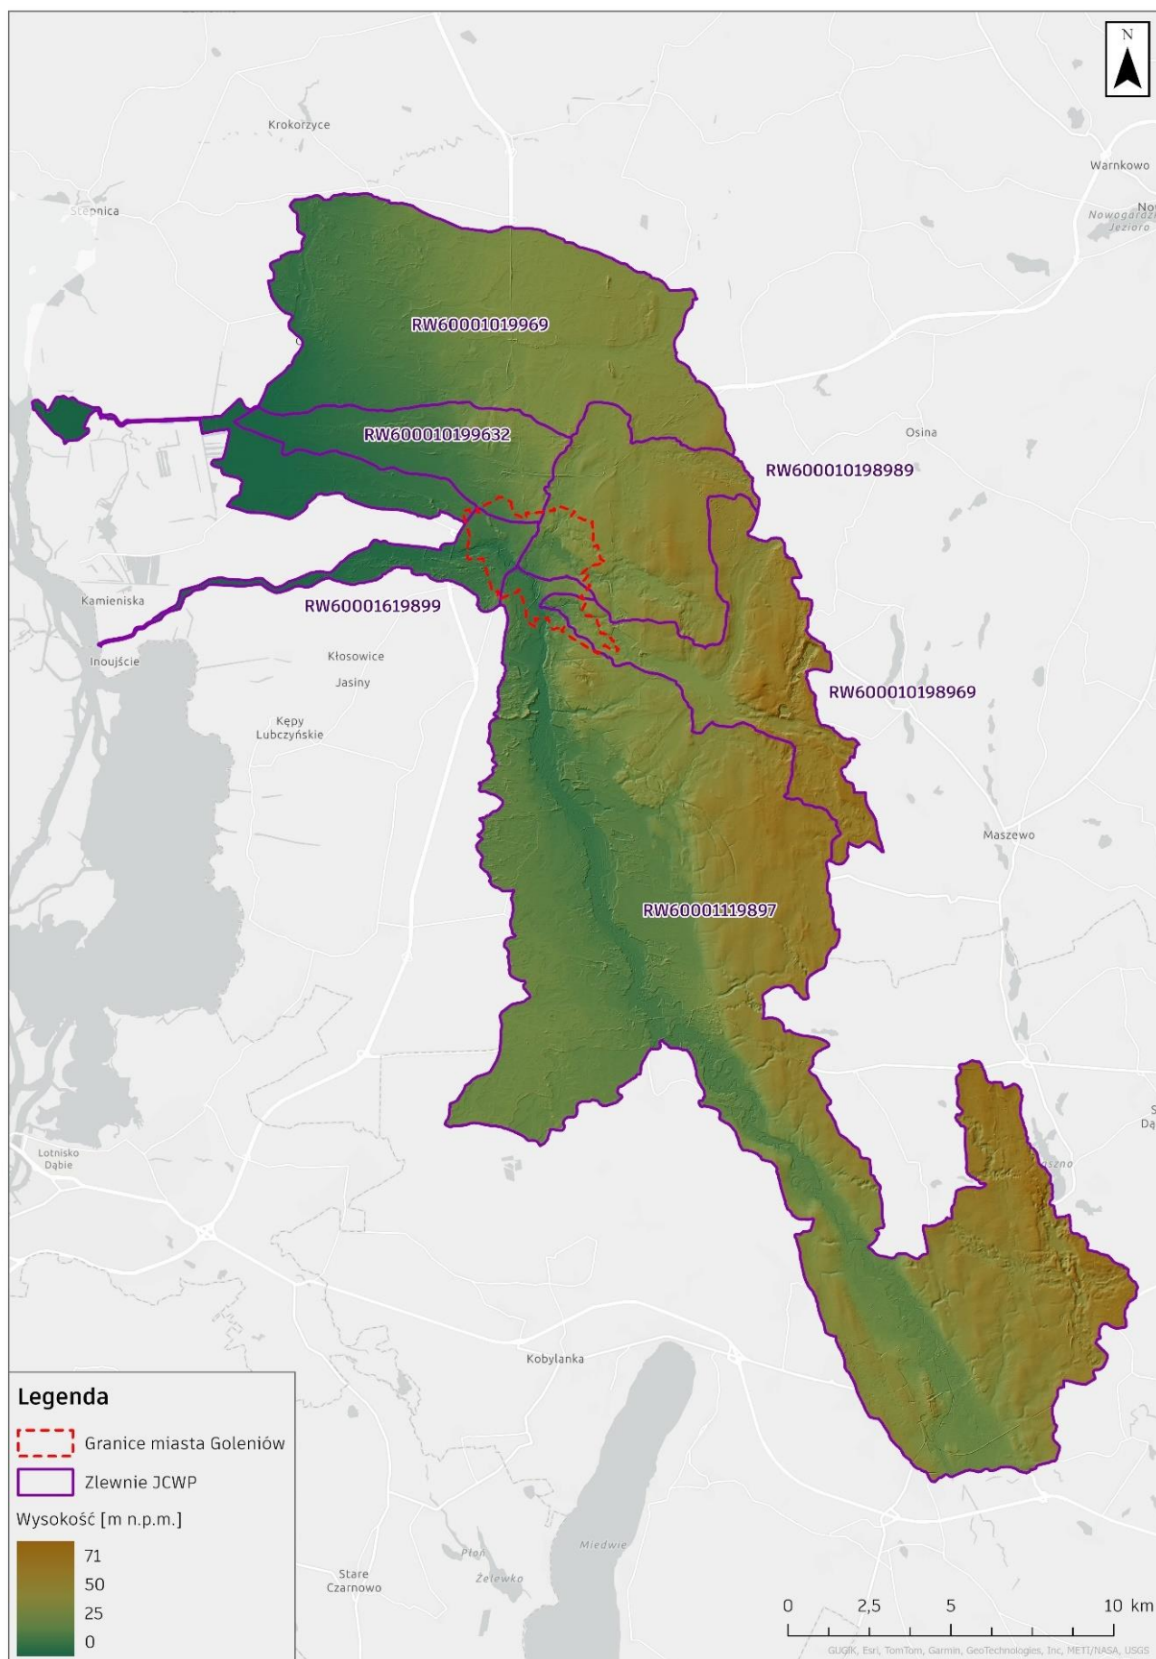 N
Krokorzyce
Warnkowo
Stepnica
Nowogardzkie
Jezioro
RW60001019969
RW600010199632
Osina
RW600010198989
Kamieniska
RW60001619899
Inoujście
Kłosowice
Jasiny
RW600010198969
Kępy
Lubczyńskie
Maszewo
RW60001119897
Lotnisko
Dąbie
Kobylanka
Legenda
Granice miasta Goleniów
Zlewnie JCWP
Wysokość [m n.p.m.]
71
50
25
0
Miedwie
Płoń
Żelewko
Stare
Czarnowo
0 2,5 5 10 km
GUGiK, Esri, TomTom, Garmin, GeoTechnologies, Inc, METI/NASA, USGS